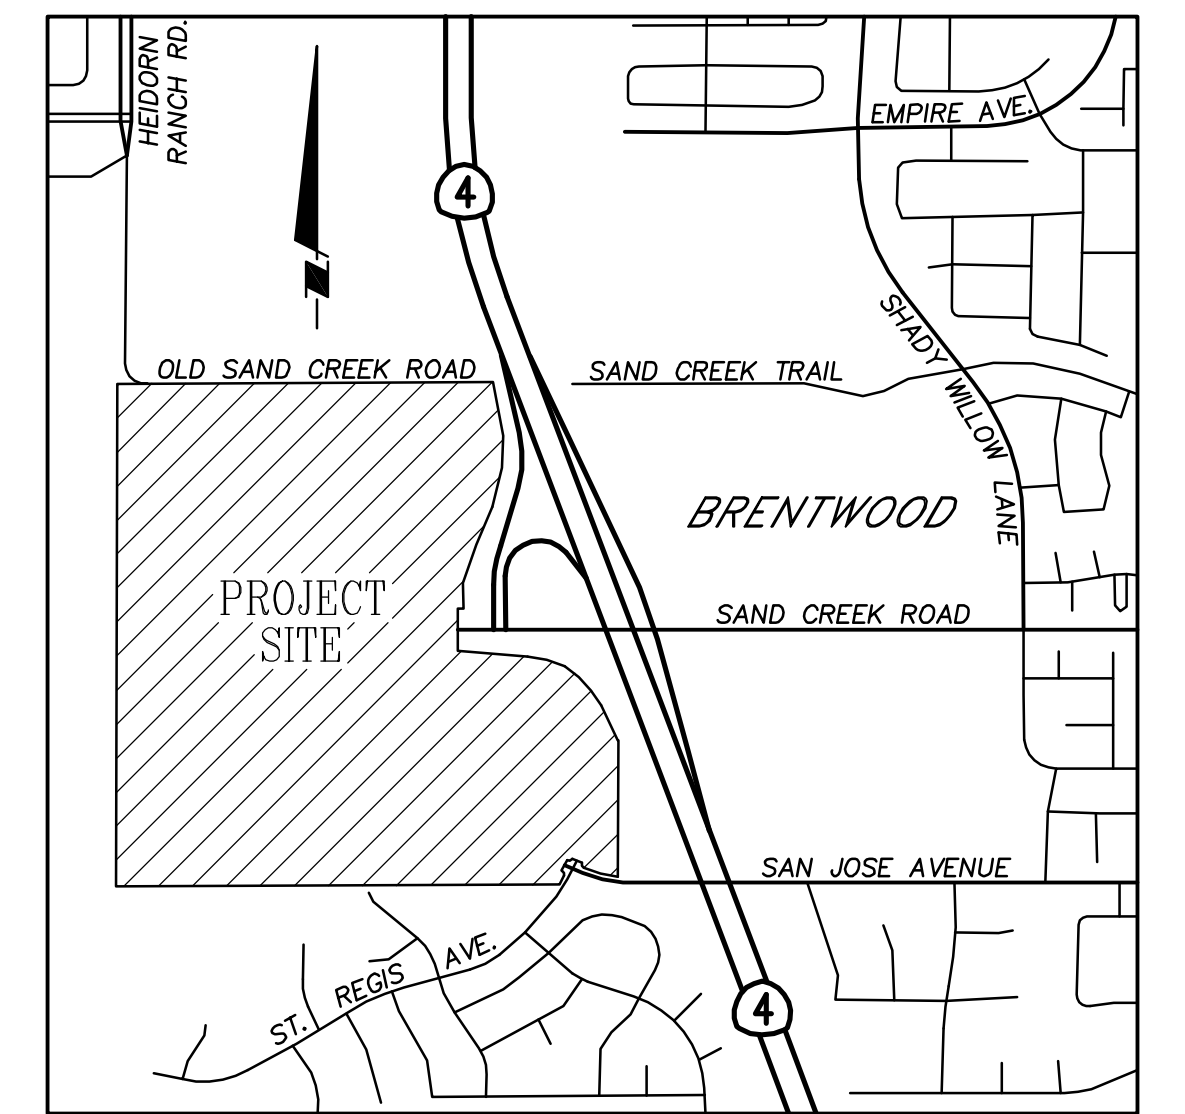 HEIDORN
RANCH RD.
EMPIRE AVE.
4
N
SHADY WILLOW LANE
OLD SAND CREEK ROAD
SAND CREEK TRAIL
BRENTWOOD
PROJECT
SITE
SAND CREEK ROAD
SAN JOSE AVENUE
ST. REGIS AVE.
4